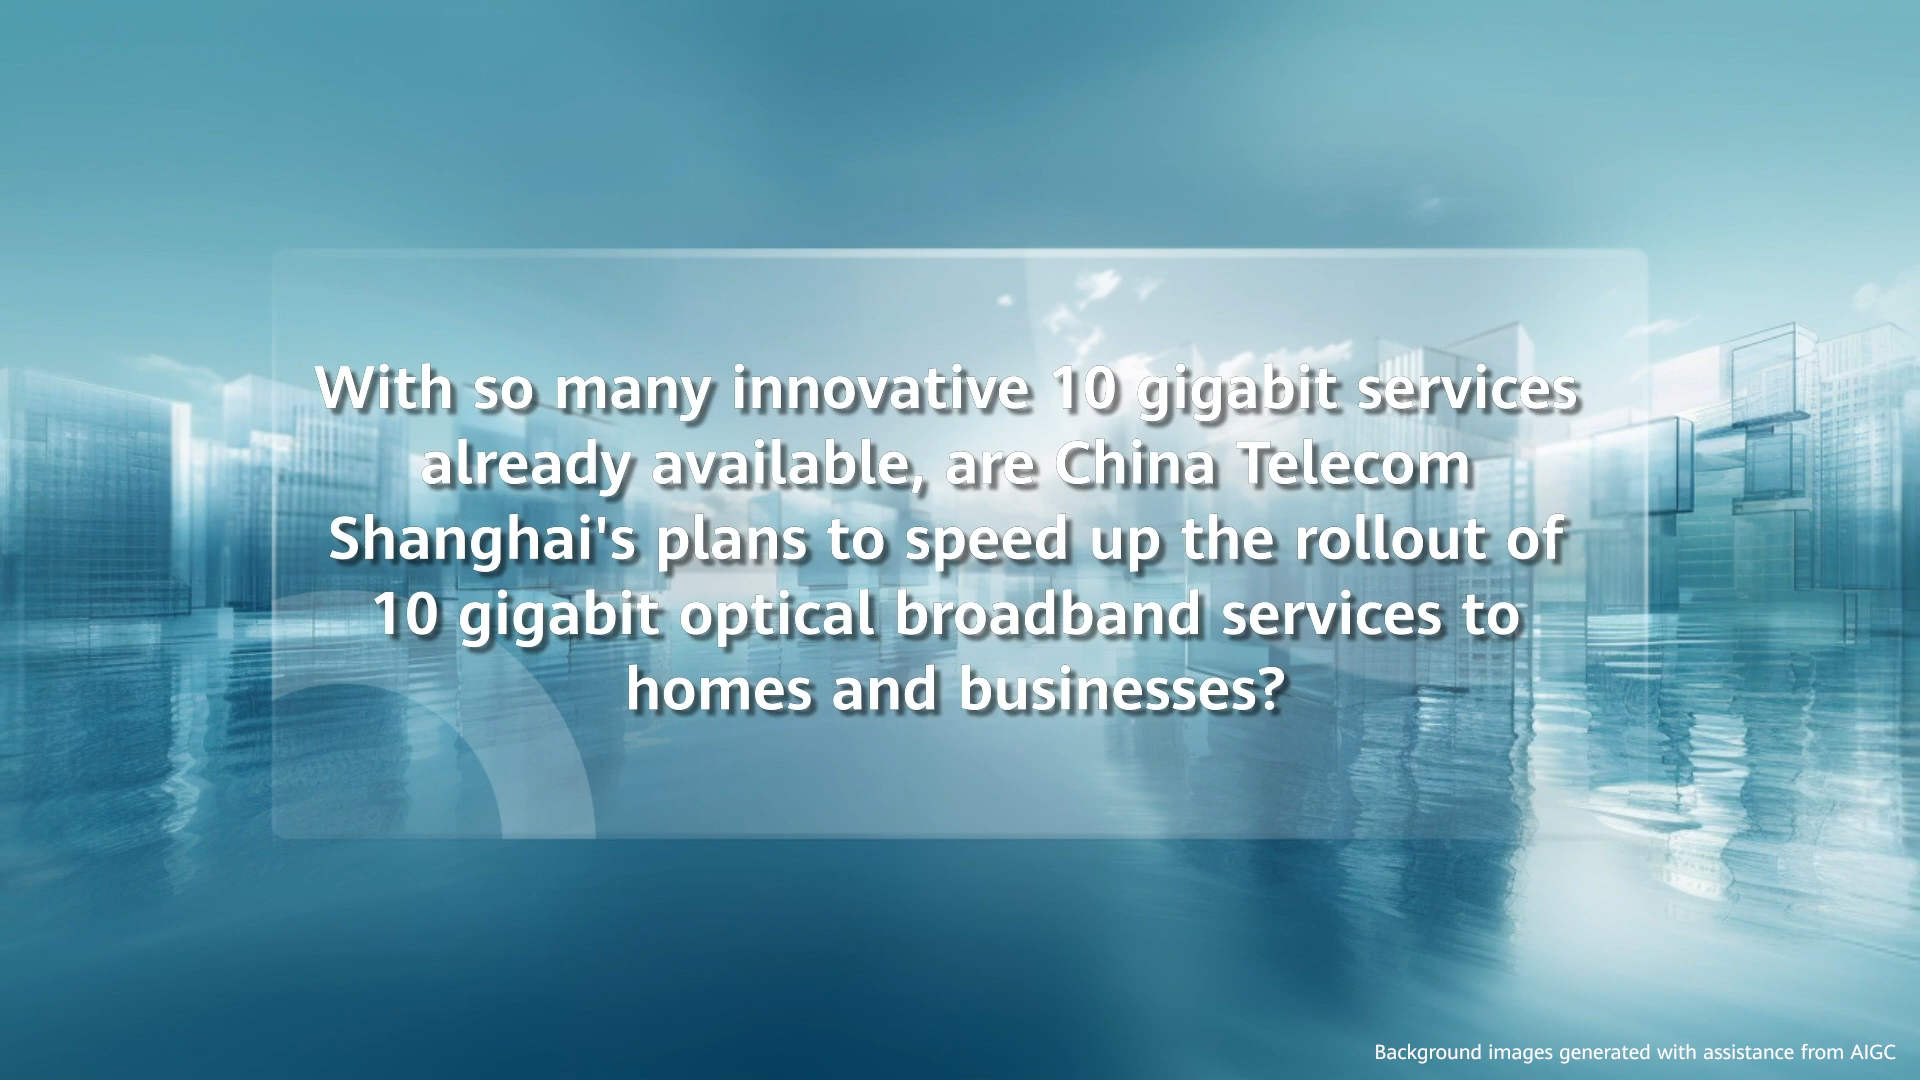 With so many innovative 10 gigabit services
already available, are China Telecom
Shanghai's plans to speed up the rollout of
10 gigabit optical broadband services to
homes and businesses?
Background images generated with assistance from AIGC